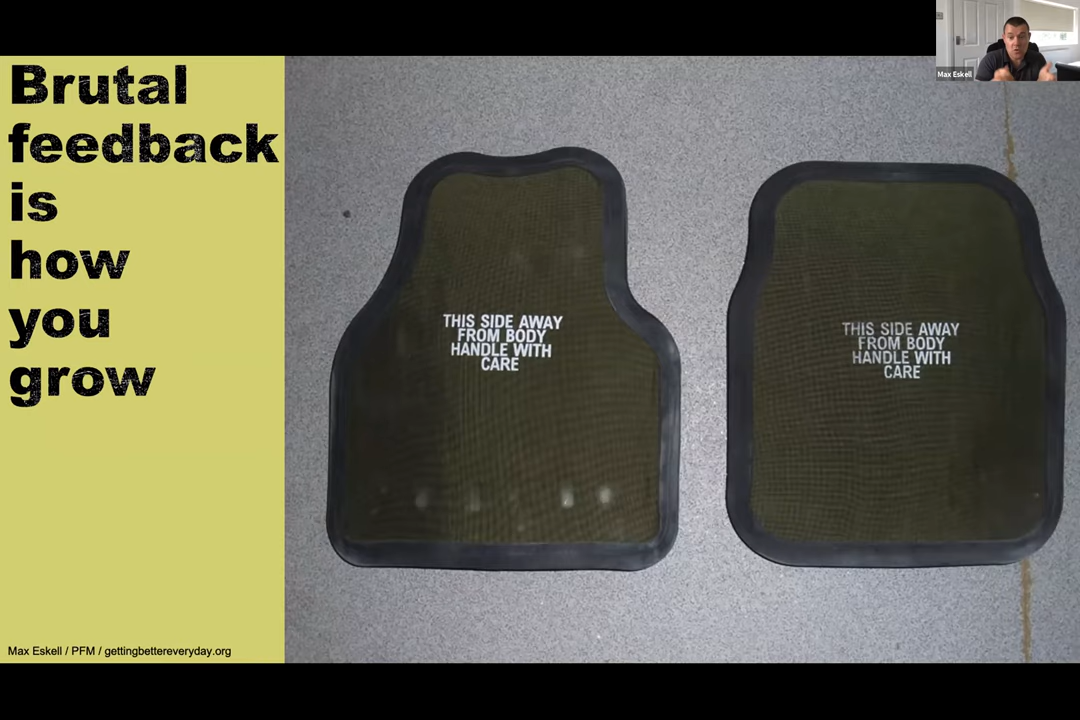 Brutal
feedback
is
how
you
grow
Max Eskell / PFM / gettingbettereveryday.org
THIS SIDE AWAY
FROM BODY
HANDLE WITH
CARE
THIS SIDE AWAY
FROM BODY
HANDLE WITH
CARE
Max Eskell